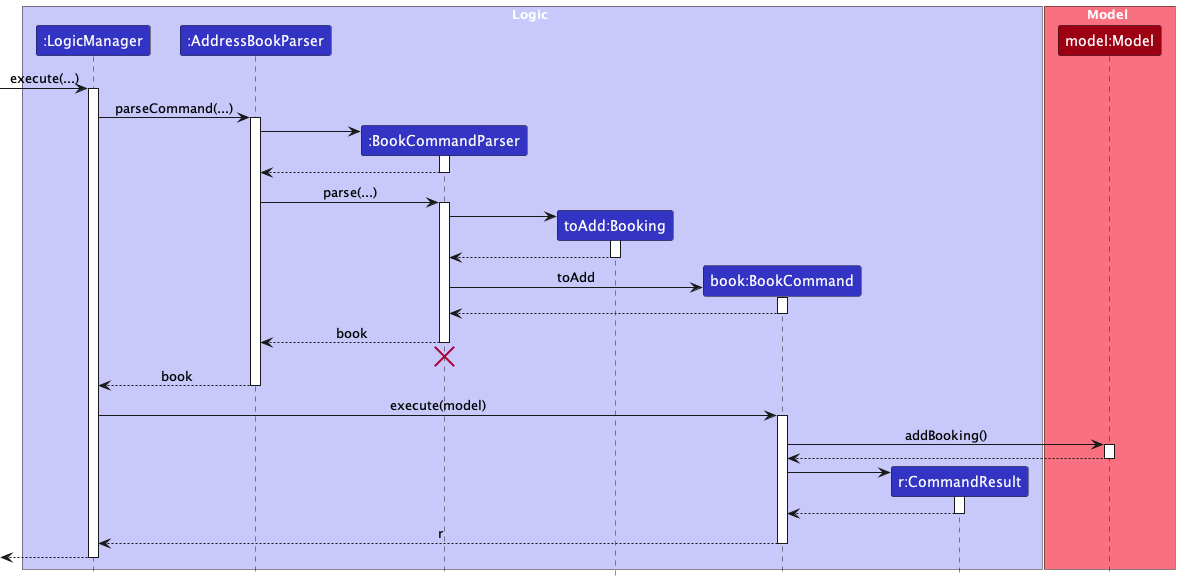 Logic
Model
:LogicManager
:AddressBookParser
model:Model
execute(...)
parseCommand(...)
:BookCommandParser
parse(...)
toAdd:Booking
toAdd
book:BookCommand
book
book
execute(model)
addBooking()
r:CommandResult
r